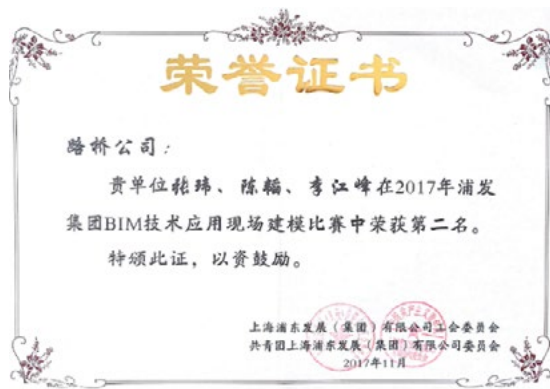 荣誉证书
路桥公司：
贵单位张玮、陈韬、李江峰在2017年浦发
集团BIM技术应用现场建模比赛中荣获第二名。
特颁此证，以资鼓励。
上海浦东发展（集团）有限公司工会委员会
共青团上海浦东发展（集团）有限公司委员会
2017年11月